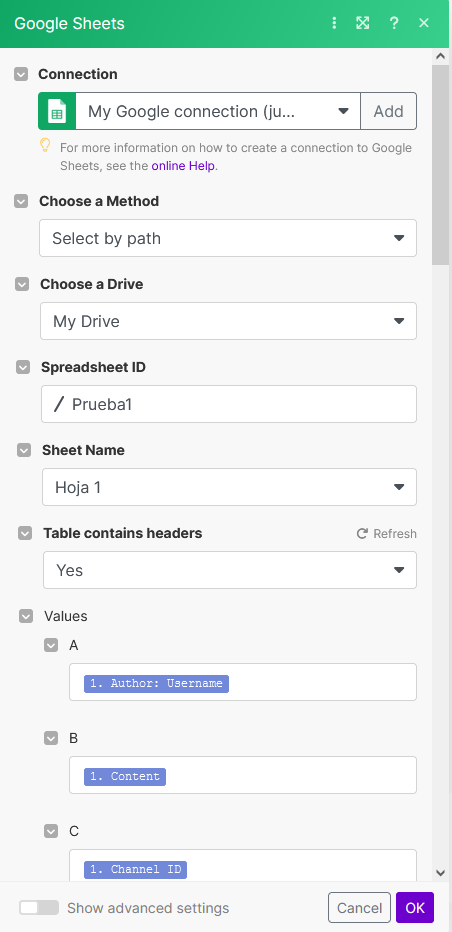 Google Sheets
?
Connection
My Google connection (ju...
Add
For more information on how to create a connection to Google
Sheets, see the online Help.
Choose a Method
Select by path
Choose a Drive
My Drive
Spreadsheet ID
/ Prueba1
Sheet Name
Hoja 1
Table contains headers
Refresh
Yes
Values
A
1. Author: Username
B
1. Content
C
1. Channel ID
Show advanced settings
Cancel
OK